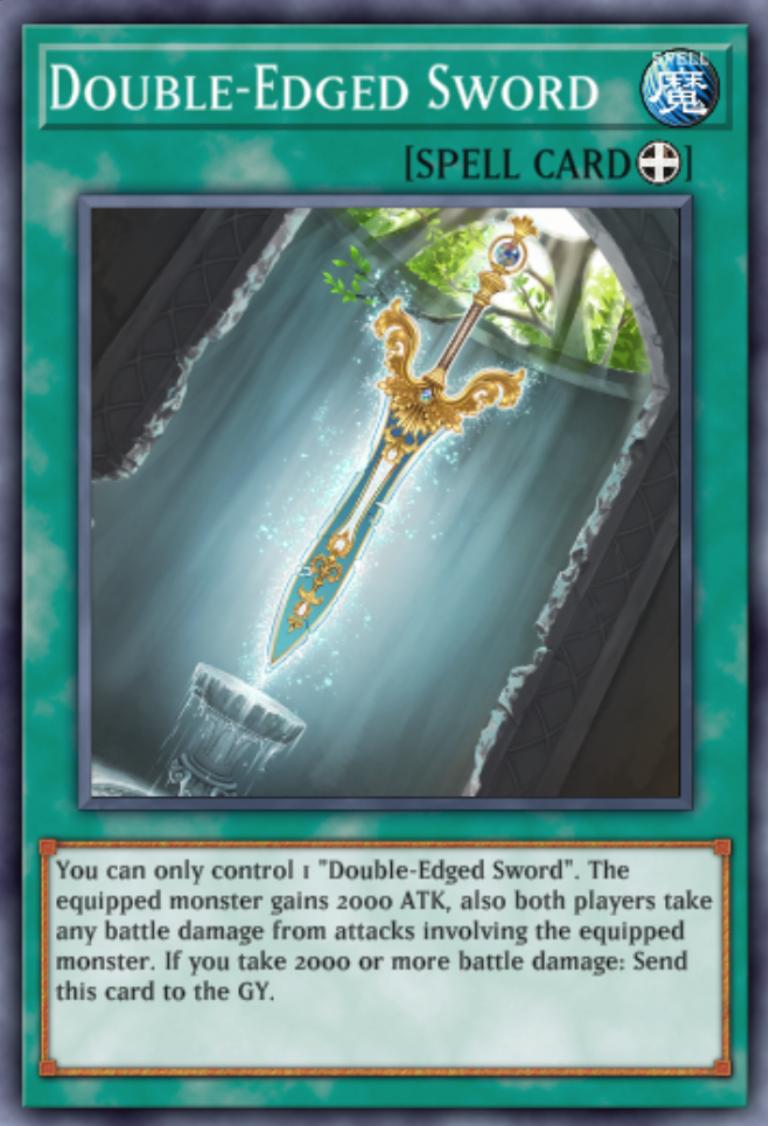 Double-Edged Sword
SPELL
魔
[SPELL CARD]
You can only control 1 "Double-Edged Sword". The
equipped monster gains 2000 ATK, also both players take
any battle damage from attacks involving the equipped
monster. If you take 2000 or more battle damage: Send
this card to the GY.